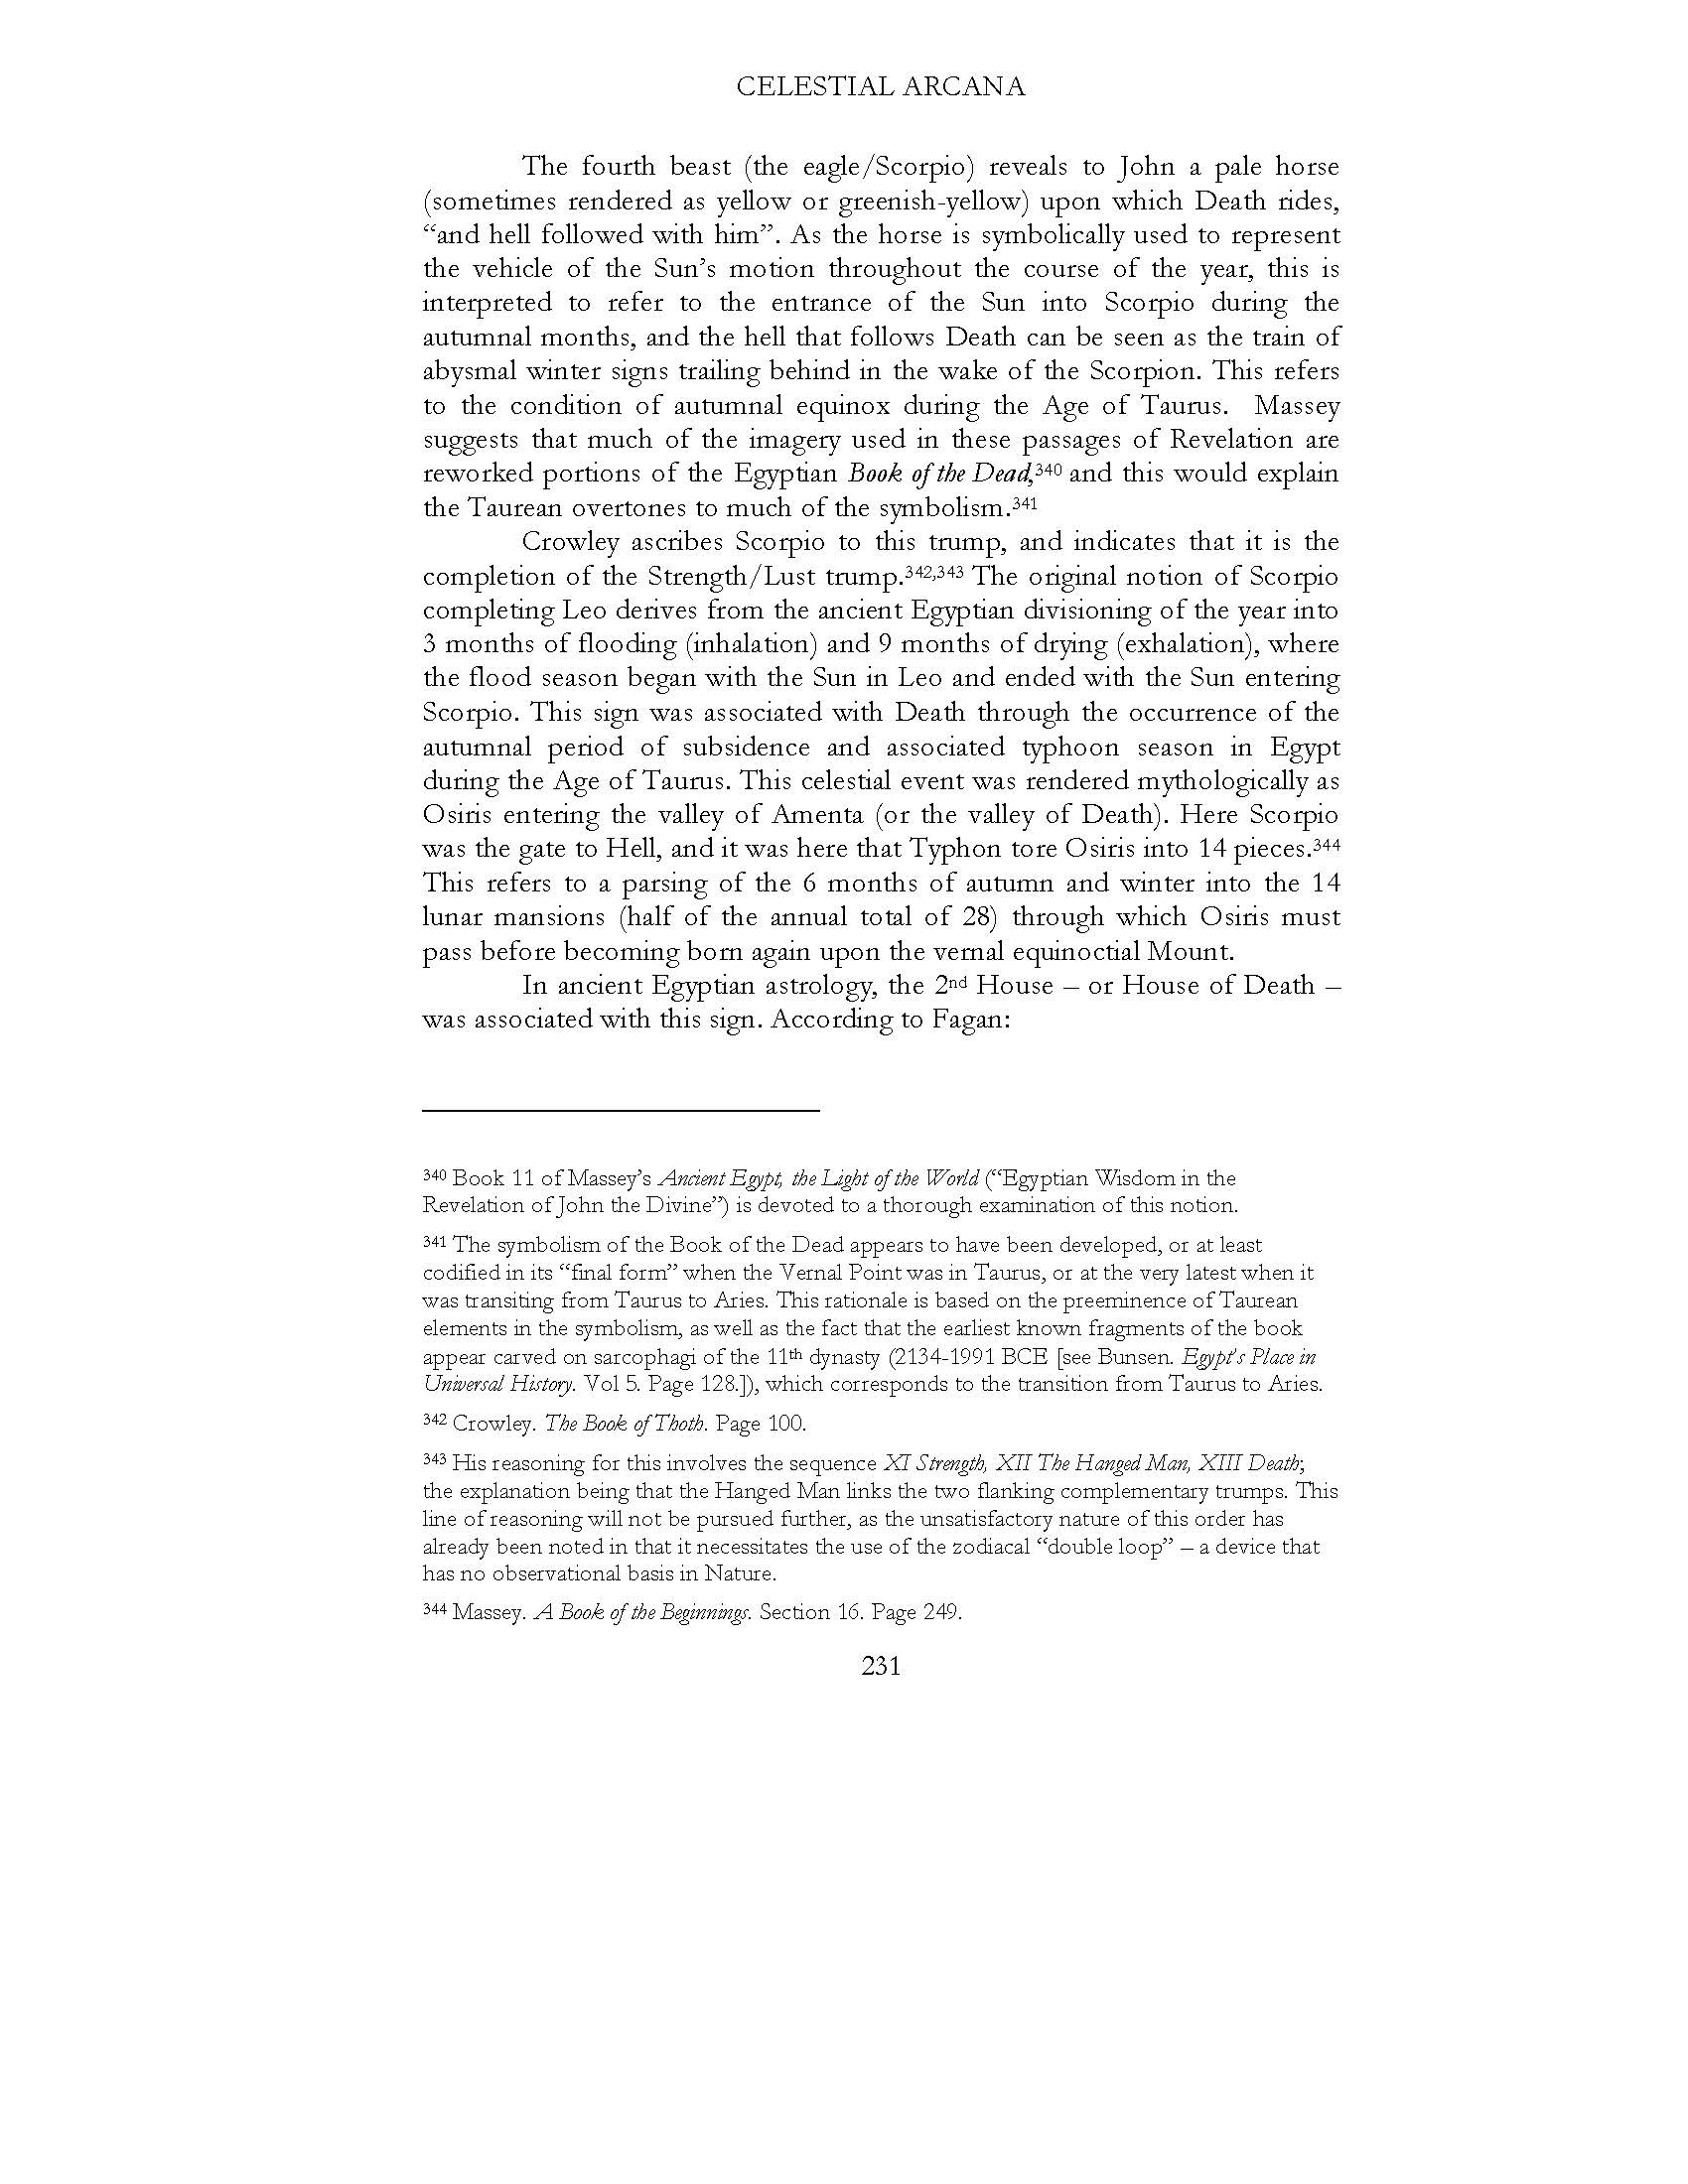 CELESTIAL ARCANA
The fourth beast (the eagle/Scorpio) reveals to John a pale horse
(sometimes rendered as yellow or greenish-yellow) upon which Death rides,
“and hell followed with him”. As the horse is symbolically used to represent
the vehicle of the Sun’s motion throughout the course of the year, this is
interpreted to refer to the entrance of the Sun into Scorpio during the
autumnal months, and the hell that follows Death can be seen as the train of
abysmal winter signs trailing behind in the wake of the Scorpion. This refers
to the condition of autumnal equinox during the Age of Taurus. Massey
suggests that much of the imagery used in these passages of Revelation are
reworked portions of the Egyptian Book of the Dead,340 and this would explain
the Taurean overtones to much of the symbolism.341
Crowley ascribes Scorpio to this trump, and indicates that it is the
completion of the Strength/Lust trump.342,343 The original notion of Scorpio
completing Leo derives from the ancient Egyptian divisioning of the year into
3 months of flooding (inhalation) and 9 months of drying (exhalation), where
the flood season began with the Sun in Leo and ended with the Sun entering
Scorpio. This sign was associated with Death through the occurrence of the
autumnal period of subsidence and associated typhoon season in Egypt
during the Age of Taurus. This celestial event was rendered mythologically as
Osiris entering the valley of Amenta (or the valley of Death). Here Scorpio
was the gate to Hell, and it was here that Typhon tore Osiris into 14 pieces.344
This refers to a parsing of the 6 months of autumn and winter into the 14
lunar mansions (half of the annual total of 28) through which Osiris must
pass before becoming born again upon the vernal equinoctial Mount.
In ancient Egyptian astrology, the 2nd House – or House of Death –
was associated with this sign. According to Fagan:
340 Book 11 of Massey’s Ancient Egypt, the Light of the World (“Egyptian Wisdom in the
Revelation of John the Divine”) is devoted to a thorough examination of this notion.
341 The symbolism of the Book of the Dead appears to have been developed, or at least
codified in its “final form” when the Vernal Point was in Taurus, or at the very latest when it
was transiting from Taurus to Aries. This rationale is based on the preeminence of Taurean
elements in the symbolism, as well as the fact that the earliest known fragments of the book
appear carved on sarcophagi of the 11th dynasty (2134-1991 BCE [see Bunsen. Egypt’s Place in
Universal History. Vol 5. Page 128.]), which corresponds to the transition from Taurus to Aries.
342 Crowley. The Book of Thoth. Page 100.
343 His reasoning for this involves the sequence XI Strength, XII The Hanged Man, XIII Death;
the explanation being that the Hanged Man links the two flanking complementary trumps. This
line of reasoning will not be pursued further, as the unsatisfactory nature of this order has
already been noted in that it necessitates the use of the zodiacal “double loop” – a device that
has no observational basis in Nature.
344 Massey. A Book of the Beginnings. Section 16. Page 249.
231